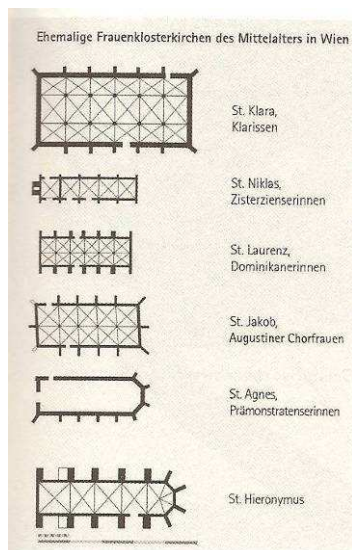 Ehemalige Frauenklosterkirchen des Mittelalters in Wien
St. Klara,
Klarissen
St. Niklas,
Zisterzienserinnen
St. Laurenz,
Dominikanerinnen
St. Jakob,
Augustiner Chorfrauen
St. Agnes,
Prämonstratenserinnen
St. Hieronymus